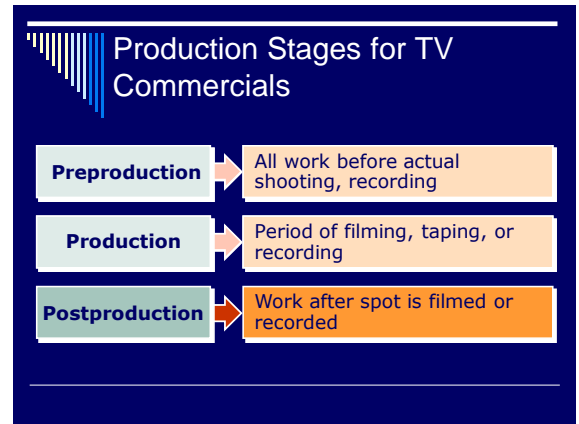 Production Stages for TV
Commercials
Preproduction
All work before actual
shooting, recording
Production
Period of filming, taping, or
recording
Postproduction
Work after spot is filmed or
recorded